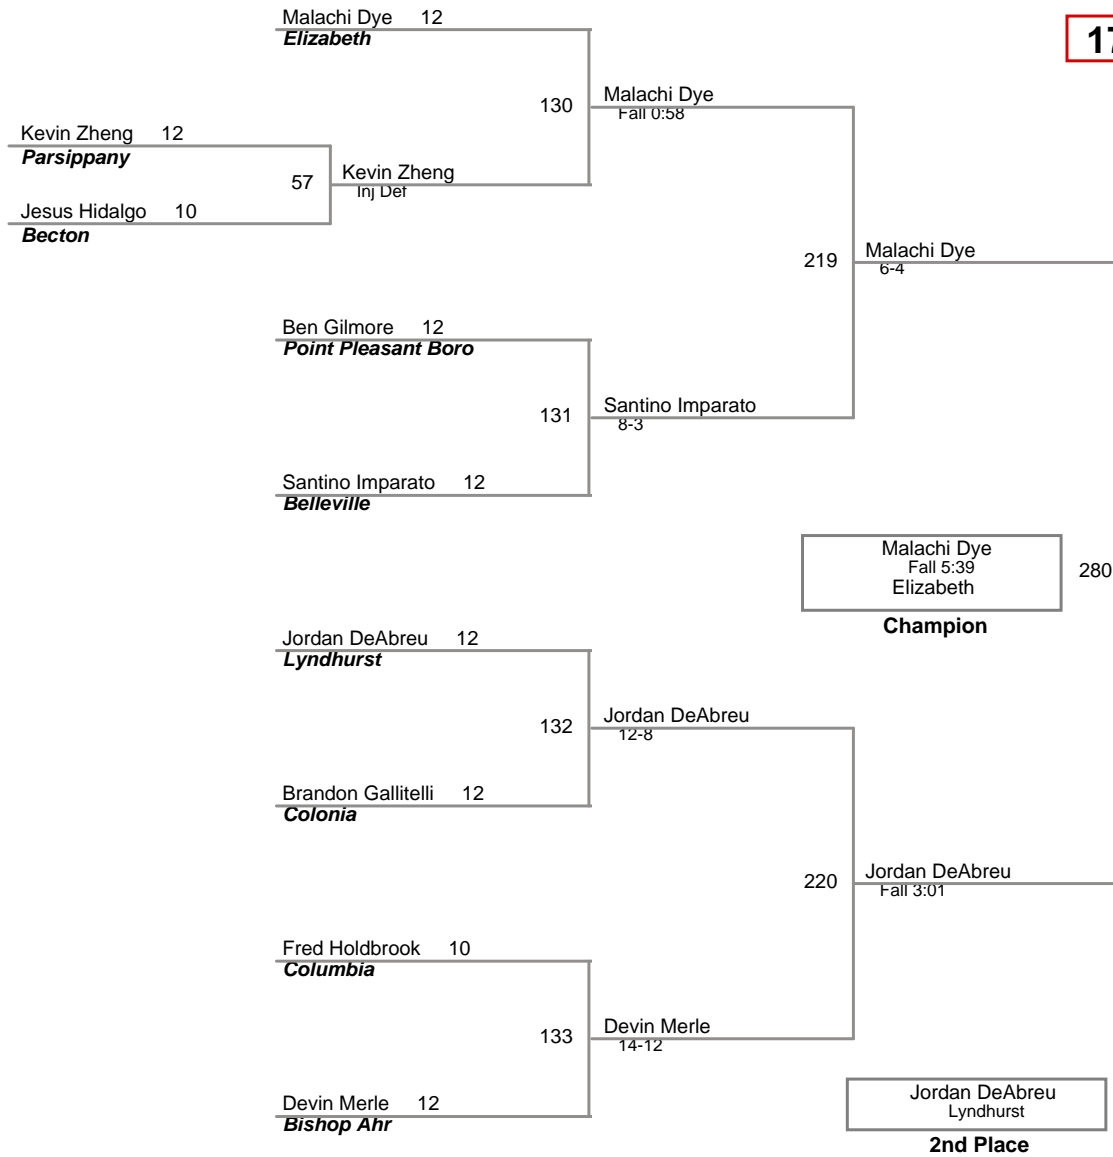 Malachi Dye 12
Elizabeth
17
130
Malachi Dye
Fall 0:58
Kevin Zheng 12
Parsippany
57
Kevin Zheng
Inj Def
Jesus Hidalgo 10
Becton
219
Malachi Dye
6-4
Ben Gilmore 12
Point Pleasant Boro
131
Santino Imparato
8-3
Santino Imparato 12
Belleville
Malachi Dye
Fall 5:39
Elizabeth
280
Champion
Jordan DeAbreu 12
Lyndhurst
132
Jordan DeAbreu
12-8
Brandon Gallitelli 12
Colonia
220
Jordan DeAbreu
Fall 3:01
Fred Holdbrook 10
Columbia
133
Devin Merle
14-12
Devin Merle 12
Bishop Ahr
Jordan DeAbreu
Lyndhurst
2nd Place